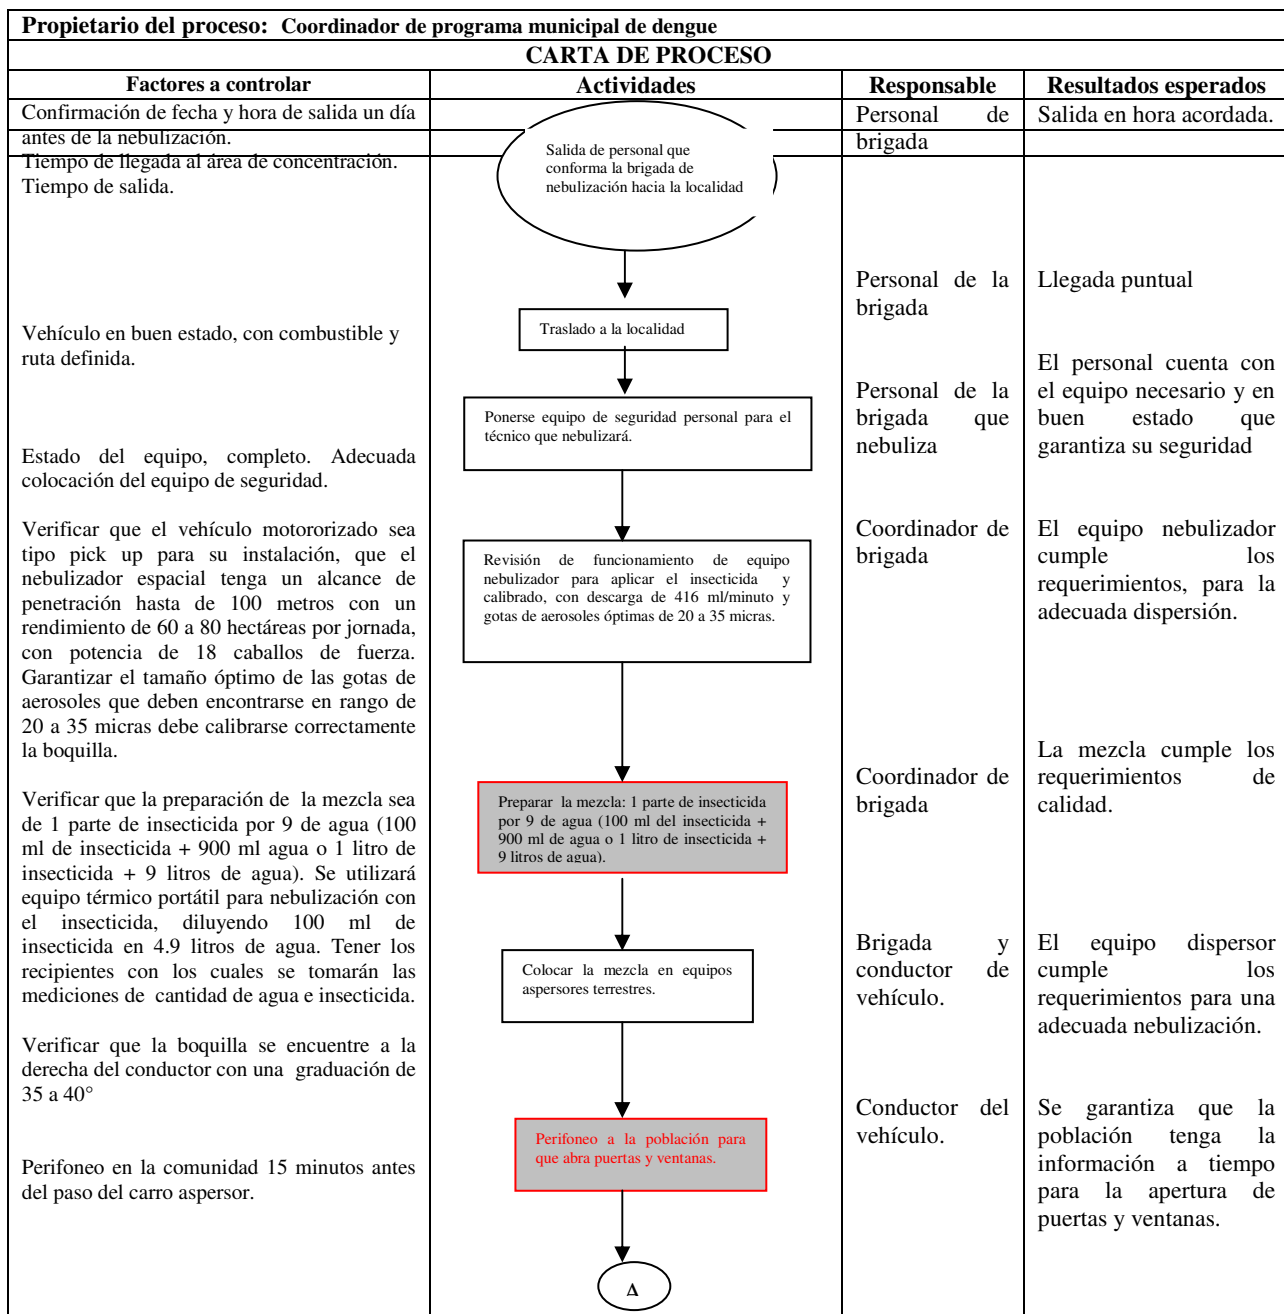 Propietario del proceso: Coordinador de programa municipal de dengue
CARTA DE PROCESO
Factores a controlar
Actividades
Responsable
Resultados esperados
Confirmación de fecha y hora de salida un día
antes de la nebulización.
Tiempo de llegada al área de concentración.
Tiempo de salida.
Vehículo en buen estado, con combustible y
ruta definida.
Estado del equipo, completo. Adecuada
colocación del equipo de seguridad.
Verificar que el vehículo motororizado sea
tipo pick up para su instalación, que el
nebulizador espacial tenga un alcance de
penetración hasta de 100 metros con un
rendimiento de 60 a 80 hectáreas por jornada,
con potencia de 18 caballos de fuerza.
Garantizar el tamaño óptimo de las gotas de
aerosoles que deben encontrarse en rango de
20 a 35 micras debe calibrarse correctamente
la boquilla.
Verificar que la preparación de la mezcla sea
de 1 parte de insecticida por 9 de agua (100
ml de insecticida + 900 ml agua o 1 litro de
insecticida + 9 litros de agua). Se utilizará
equipo térmico portátil para nebulización con
el insecticida, diluyendo 100 ml de
insecticida en 4.9 litros de agua. Tener los
recipientes con los cuales se tomarán las
mediciones de cantidad de agua e insecticida.
Verificar que la boquilla se encuentre a la
derecha del conductor con una graduación de
35 a 40°
Perifoneo en la comunidad 15 minutos antes
del paso del carro aspersor.
Salida de personal que
conforma la brigada de
nebulización hacia la localidad
Traslado a la localidad
Ponerse equipo de seguridad personal para el
técnico que nebulizará.
Revisión de funcionamiento de equipo
nebulizador para aplicar el insecticida y
calibrado, con descarga de 416 ml/minuto y
gotas de aerosoles óptimas de 20 a 35 micras.
Preparar la mezcla: 1 parte de insecticida
por 9 de agua (100 ml del insecticida +
900 ml de agua o 1 litro de insecticida +
9 litros de agua).
Colocar la mezcla en equipos
aspersores terrestres.
Perifoneo a la población para
que abra puertas y ventanas.
Δ
Personal de
brigada
Personal de la
brigada
Personal de la
brigada que
nebuliza
Coordinador de
brigada
Coordinador de
brigada
Brigada y
conductor de
vehículo.
Conductor del
vehículo.
Salida en hora acordada.
Llegada puntual
El personal cuenta con
el equipo necesario y en
buen estado que
garantiza su seguridad
El equipo nebulizador
cumple los
requerimientos, para la
adecuada dispersión.
La mezcla cumple los
requerimientos de
calidad.
El equipo dispersor
cumple los
requerimientos para una
adecuada nebulización.
Se garantiza que la
población tenga la
información a tiempo
para la apertura de
puertas y ventanas.